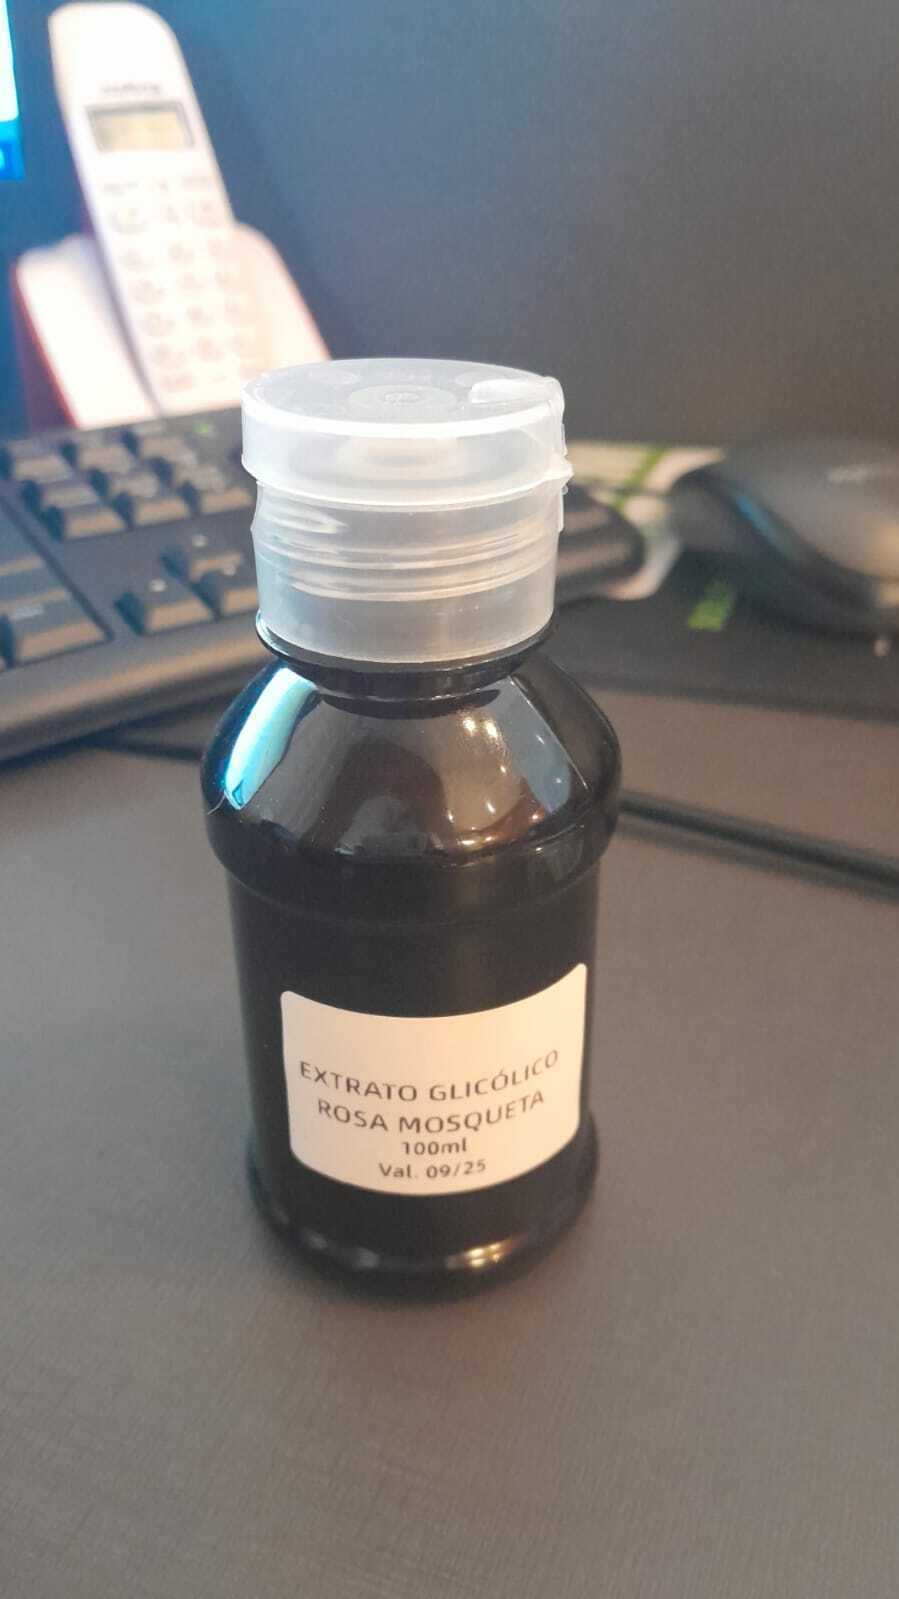 EXTRATO GLICÓLICO
ROSA MOSQUETA
100ml
Val. 09/25